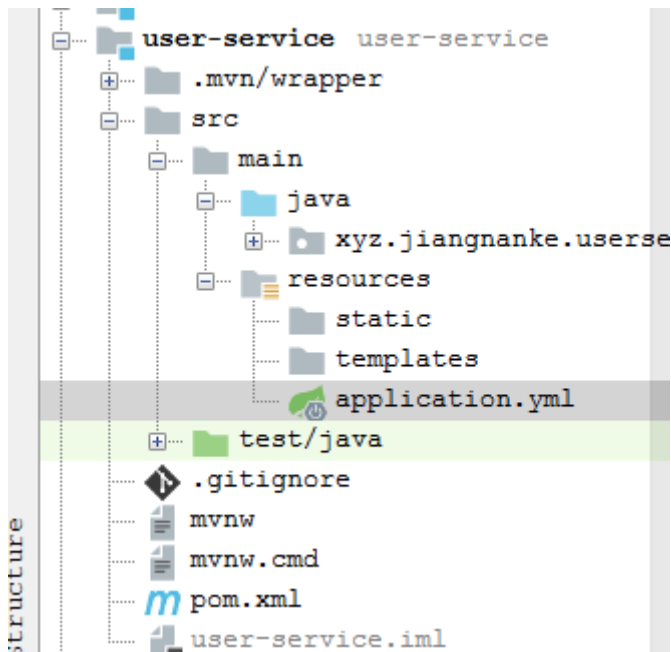 user-service user-service
.mvn/wrapper
src
main
java
xyz.jiangnanke.userse
resources
static
templates
application.yml
test/java
.gitignore
mvnw
mvnw.cmd
pom.xml
user-service.iml
structure